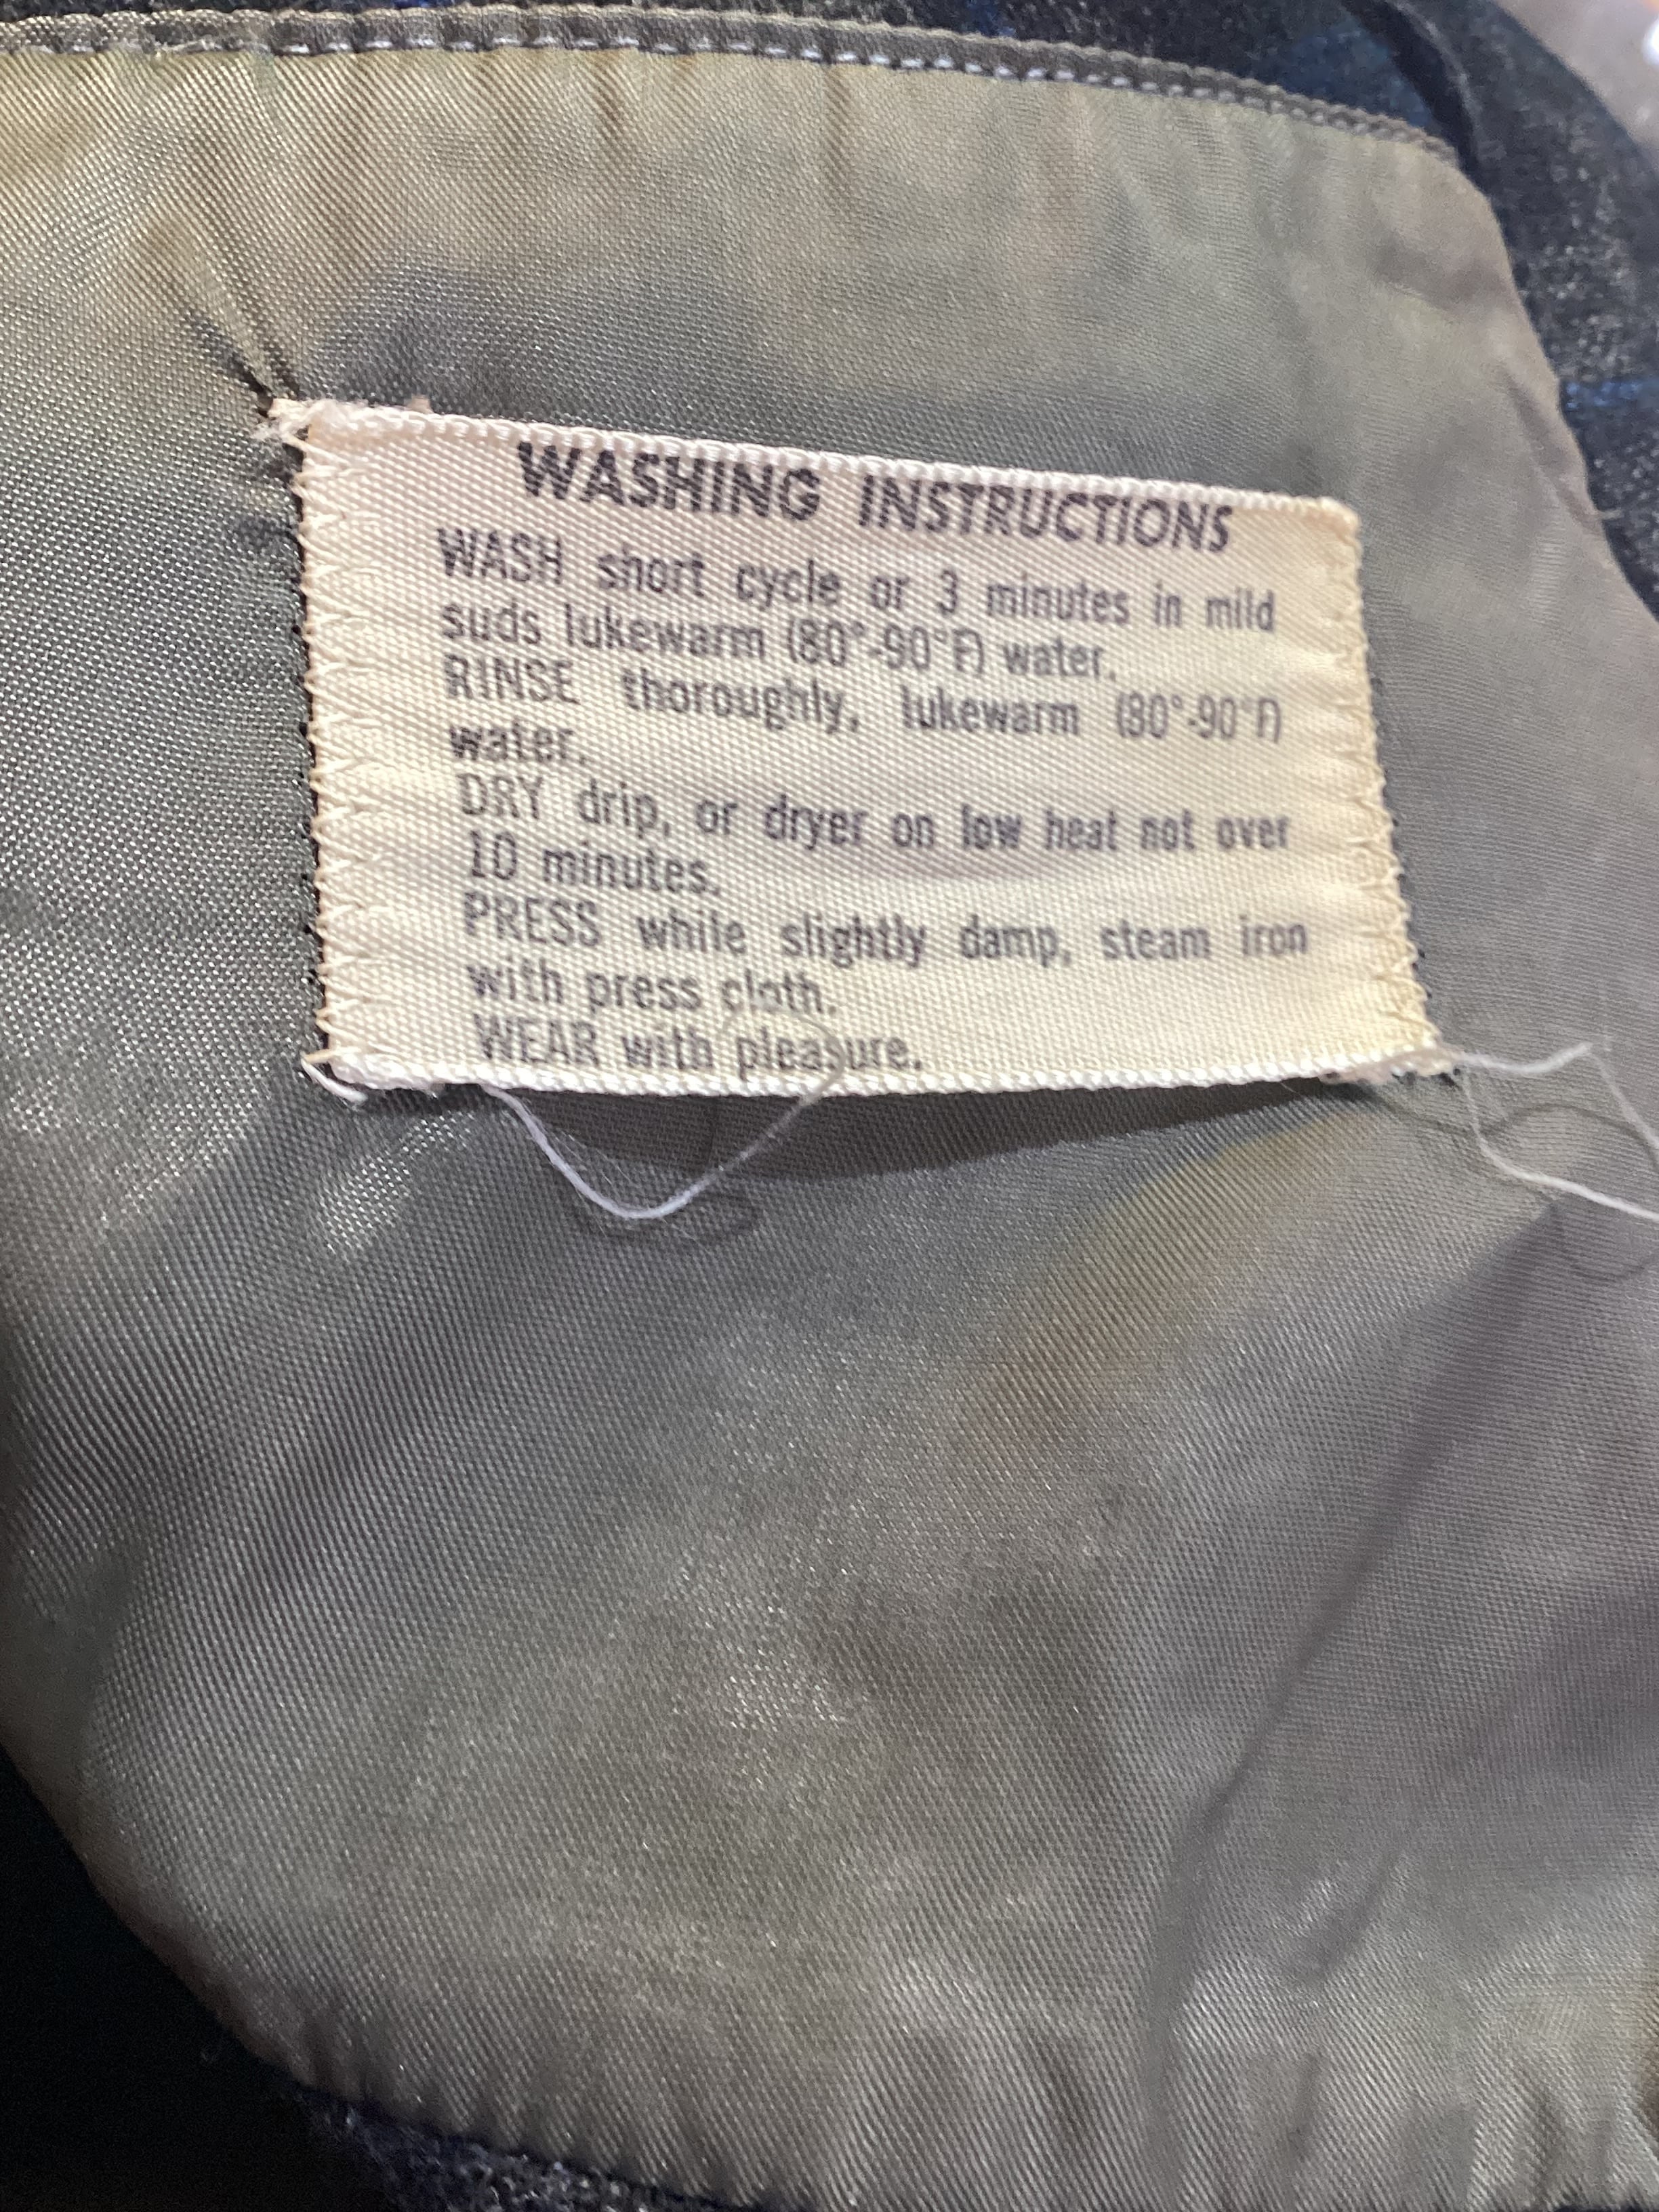 WASHING INSTRUCTIONS
WASH short cycle or 3 minutes in mild
suds lukewarm (80°-90°F) water.
RINSE thoroughly, lukewarm (80°-90°F)
water.
DRY drip, or dryer on low heat not over
10 minutes.
PRESS while slightly damp, steam iron
with press cloth.
WEAR with pleasure.